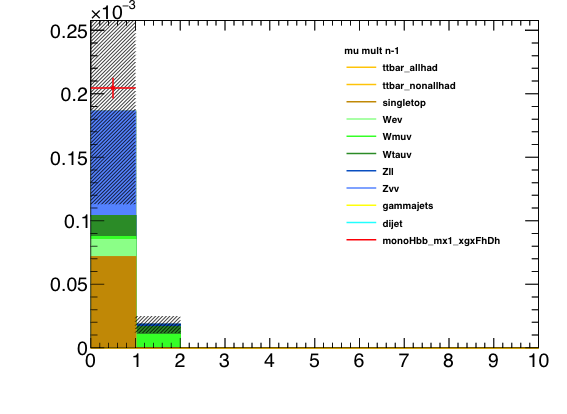 ×10⁻³
0.25
0.2
0.15
0.1
0.05
0
0 1 2 3 4 5 6 7 8 9 10
mu mult n-1
ttbar_allhad
ttbar_nonallhad
singletop
Wev
Wmuv
Wtauv
Zll
Zvv
gammajets
dijet
monoHbb_mx1_xgxFhDh